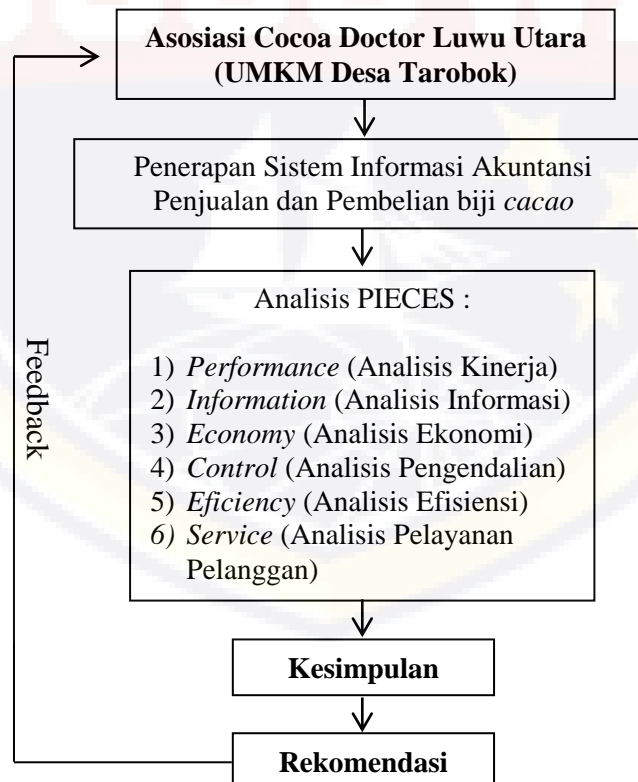 Asosiasi Cocoa Doctor Luwu Utara
(UMKM Desa Tarobok)
Penerapan Sistem Informasi Akuntansi
Penjualan dan Pembelian biji cacao
Analisis PIECES :
1) Performance (Analisis Kinerja)
2) Information (Analisis Informasi)
3) Economy (Analisis Ekonomi)
4) Control (Analisis Pengendalian)
5) Eficiency (Analisis Efisiensi)
6) Service (Analisis Pelayanan
Pelanggan)
Feedback
Kesimpulan
Rekomendasi